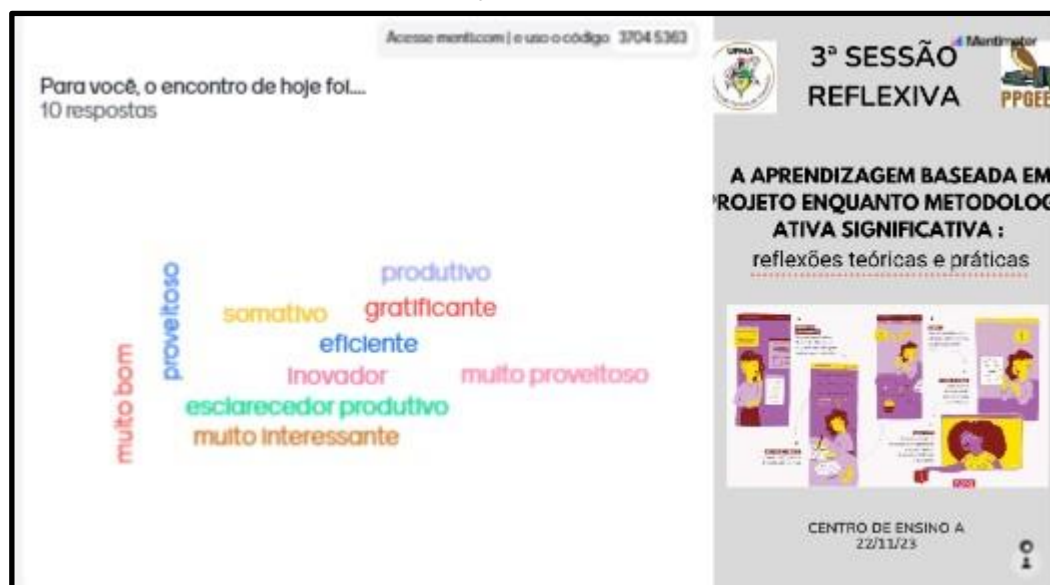 Acesse menti.com | e use o código 3704 5363
Mentimeter
Para você, o encontro de hoje foi....
10 respostas
produtivo
proveitoso
somativo
gratificante
eficiente
muito bom
Inovador
muito proveitoso
esclarecedor produtivo
muito interessante
UFMA
3ª SESSÃO
REFLEXIVA
PPGEE
A APRENDIZAGEM BASEADA EM
PROJETO ENQUANTO METODOLOG
ATIVA SIGNIFICATIVA :
reflexões teóricas e práticas
CENTRO DE ENSINO A
22/11/23